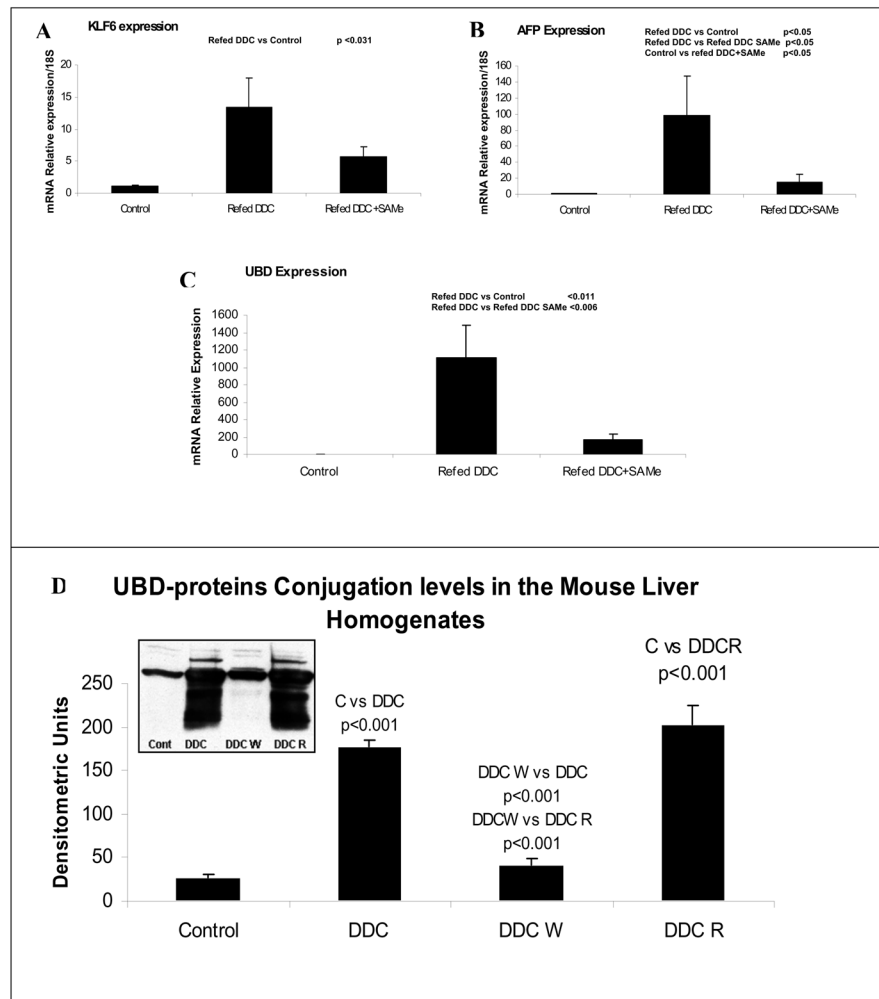 A
KLF6 expression
Refed DDC vs Control p <0.031
mRNA Relative expression/18S
20
15
10
5
0
Control
Refed DDC
Refed DDC +SAMe
B
AFP Expression
Refed DDC vs Control p<0.05
Refed DDC vs Refed DDC SAMe p<0.05
Control vs refed DDC+SAMe p<0.05
mRNA Relative expression/18S
160
140
120
100
80
60
40
20
0
Control
Refed DDC
Refed DDC+SAMe
C
UBD Expression
Refed DDC vs Control <0.011
Refed DDC vs Refed DDC SAMe <0.006
mRNA Relative Expression
1600
1400
1200
1000
800
600
400
200
0
Control
Refed DDC
Refed DDC+SAMe
D
UBD-proteins Conjugation levels in the Mouse Liver
Homogenates
Densitometric Units
250
200
150
100
50
0
Cont DDC DDC W DDC R
C vs DDC
p<0.001
DDC W vs DDC
p<0.001
DDCW vs DDC R
p<0.001
C vs DDCR
p<0.001
Control
DDC
DDC W
DDC R